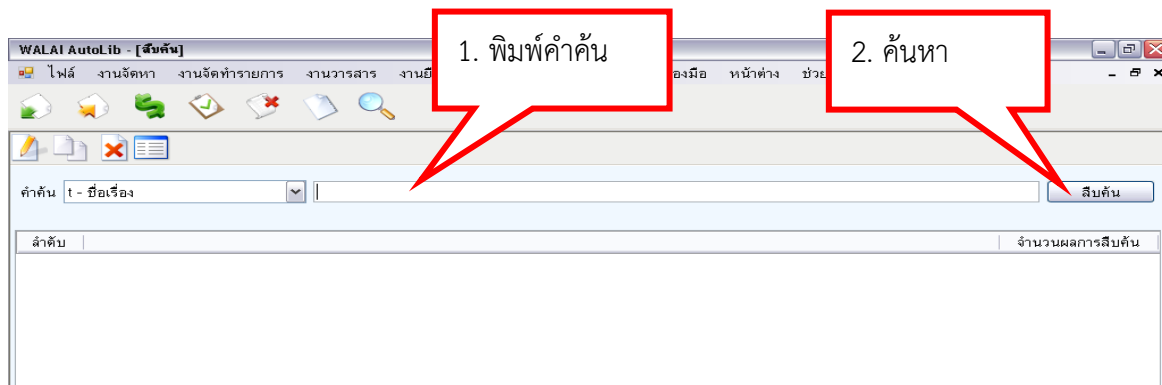 WALAI AutoLib - [สืบค้น]
1. พิมพ์คำค้น
2. ค้นหา
ไฟล์ งานจัดหา งานจัดทำรายการ งานวารสาร หน้าต่าง
คำค้น t - ชื่อเรื่อง สืบค้น
ลำดับ จำนวนผลการสืบค้น